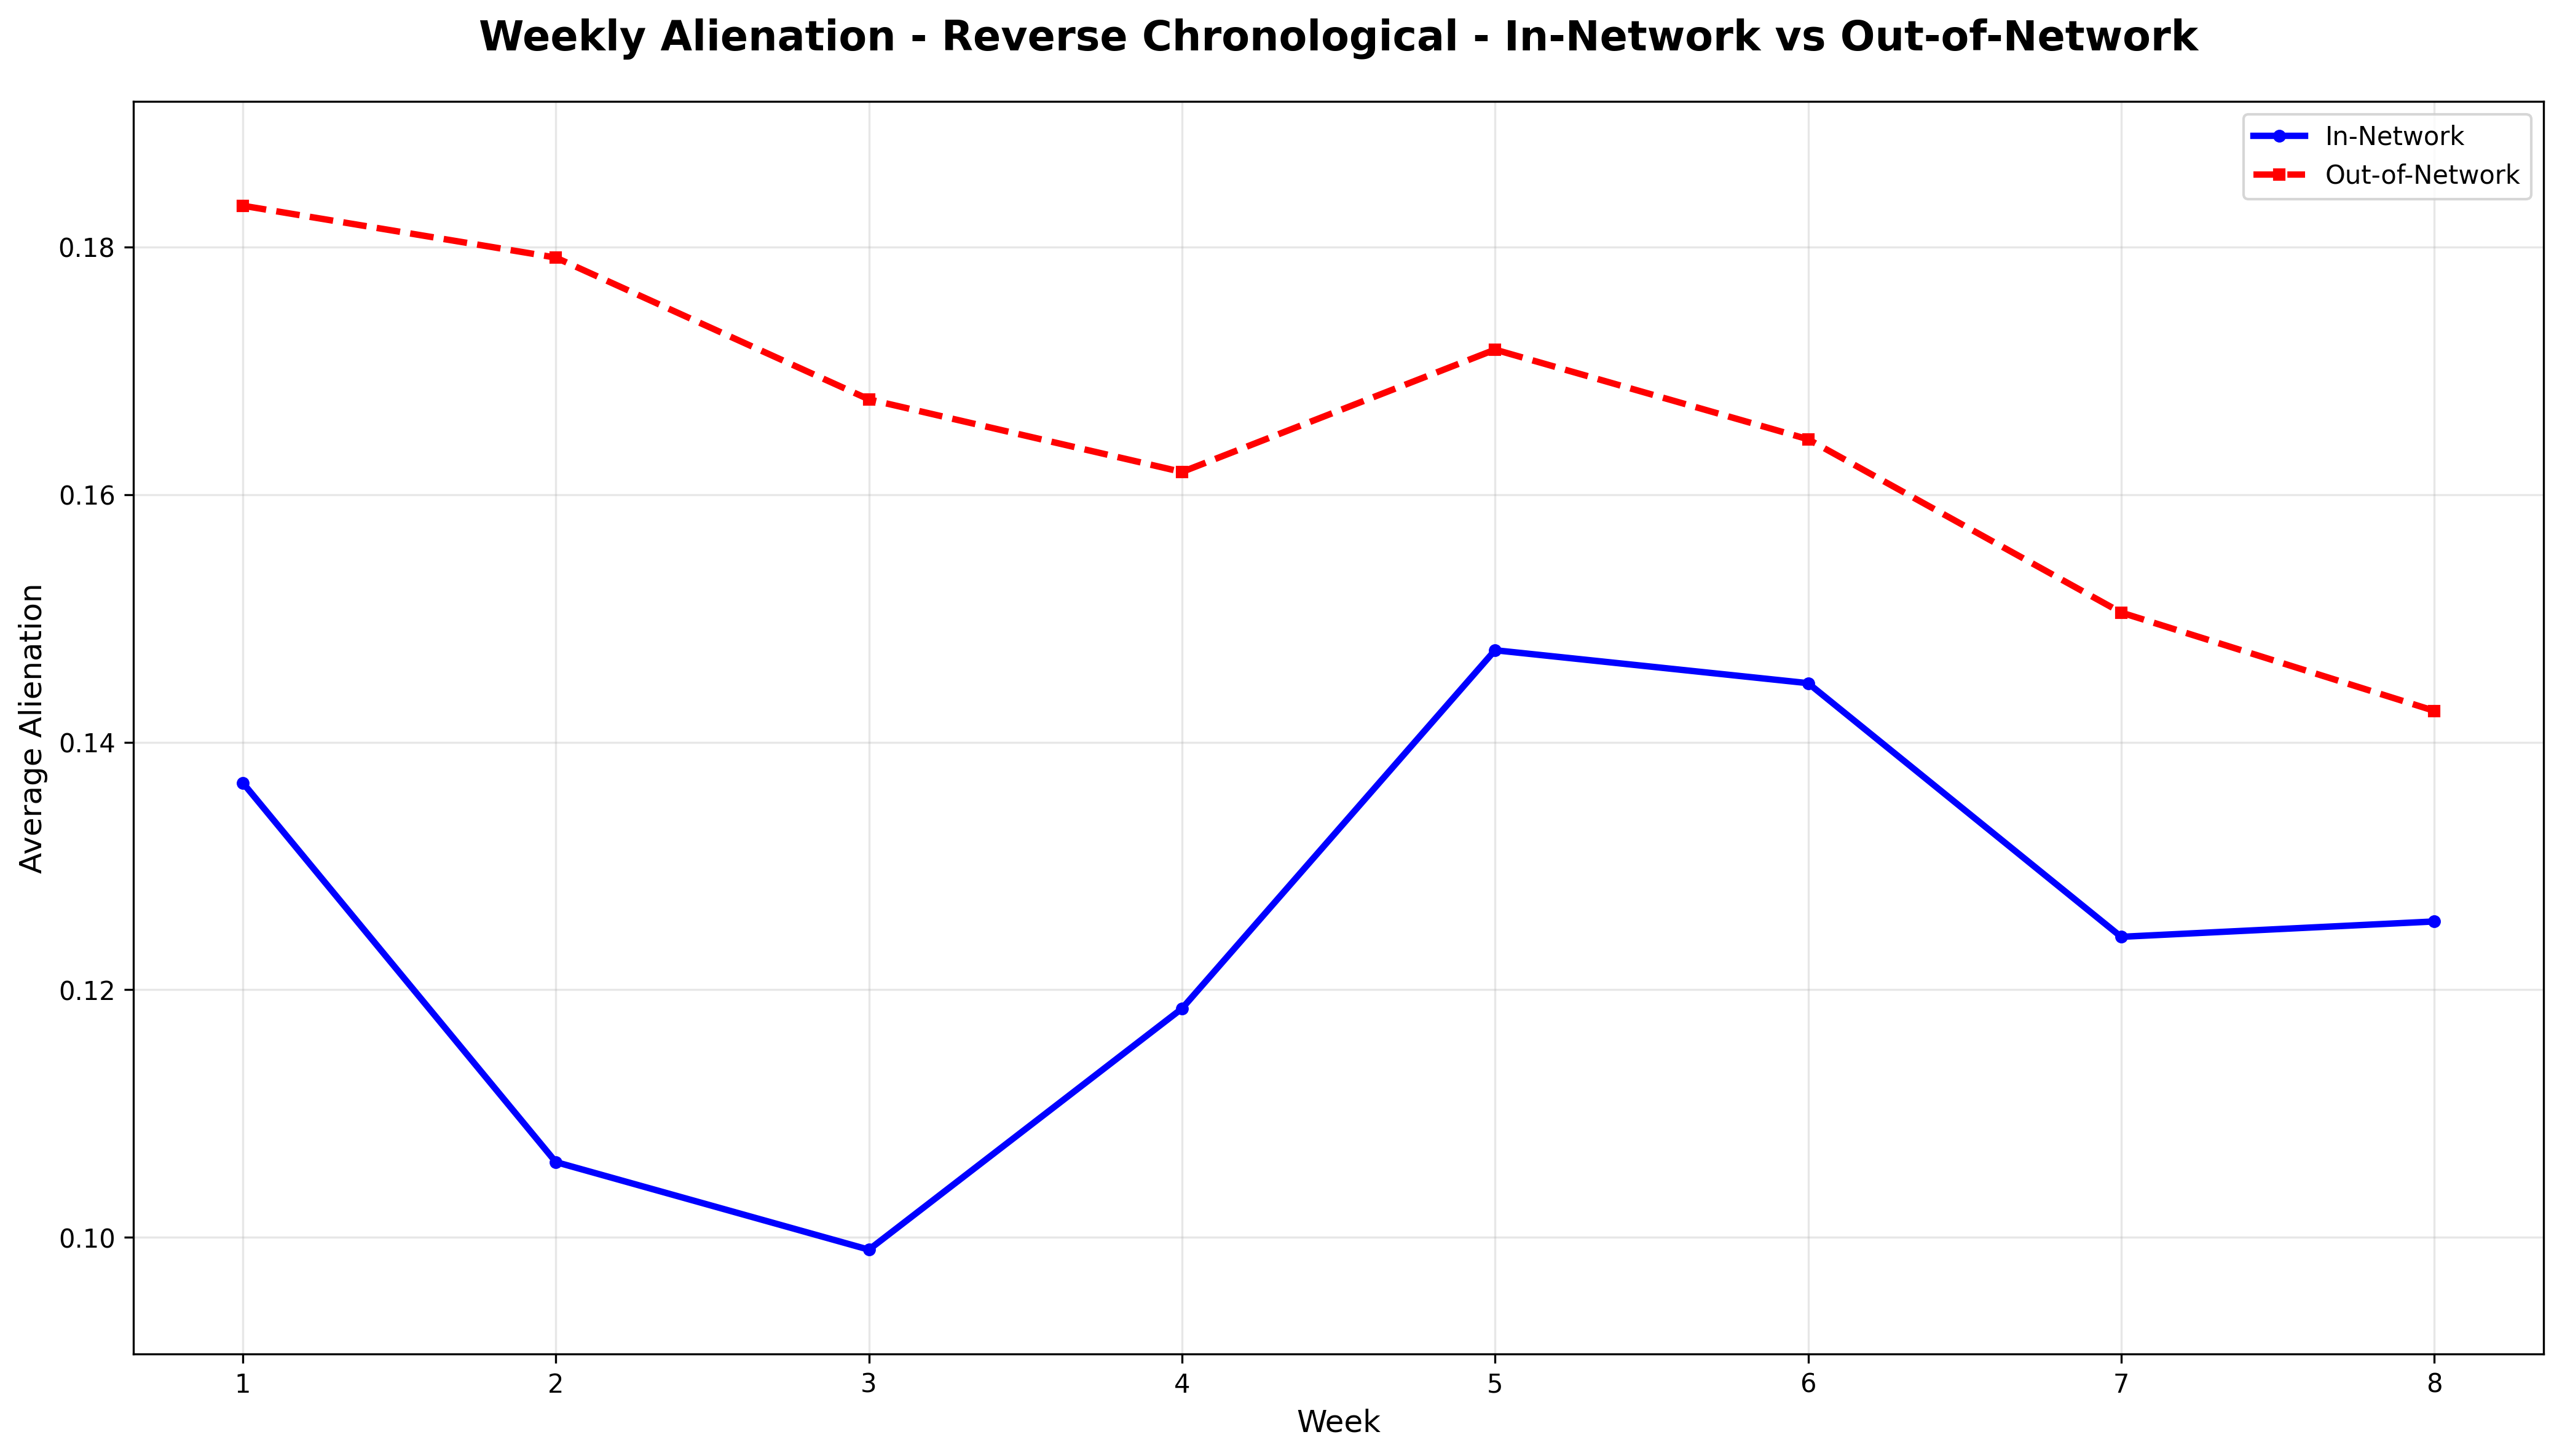 Weekly Alienation - Reverse Chronological - In-Network vs Out-of-Network
In-Network
Out-of-Network
0.18
0.16
0.14
0.12
0.10
Average Alienation
1 2 3 4 5 6 7 8
Week